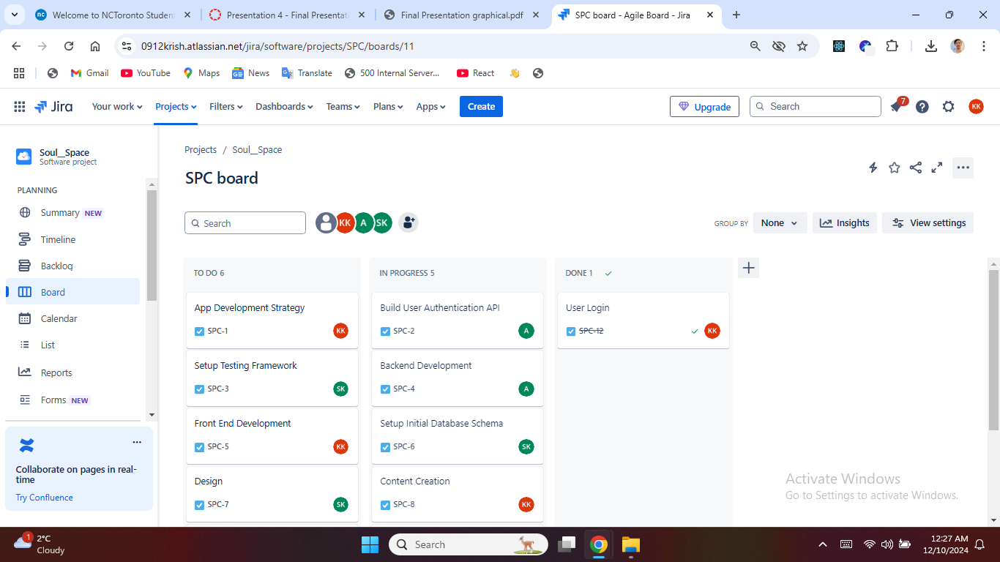 nc
Welcome to NCToronto Studen
Presentation 4 - Final Presentati
Final Presentation graphical.pdf
SPC board - Agile Board - Jira
0912krish.atlassian.net/jira/software/projects/SPC/boards/11
Gmail
YouTube
Maps
News
Translate
500 Internal Server...
React
Jira
Your work
Projects
Filters
Dashboards
Teams
Plans
Apps
Create
Upgrade
Search
7
KK
Soul__Space
Software project
PLANNING
Summary NEW
Timeline
Backlog
Board
Calendar
List
Reports
Forms NEW
Collaborate on pages in real-
time
Try Confluence
Projects / Soul__Space
SPC board
Search
KK
A
SK
GROUP BY
None
Insights
View settings
TO DO 6
App Development Strategy
SPC-1
KK
Setup Testing Framework
SPC-3
SK
Front End Development
SPC-5
KK
Design
SPC-7
SK
IN PROGRESS 5
Build User Authentication API
SPC-2
A
Backend Development
SPC-4
A
Setup Initial Database Schema
SPC-6
SK
Content Creation
SPC-8
KK
DONE 1
User Login
SPC-12
KK
Activate Windows
Go to Settings to activate Windows.
1
2°C
Cloudy
Search
12:27 AM
12/10/2024